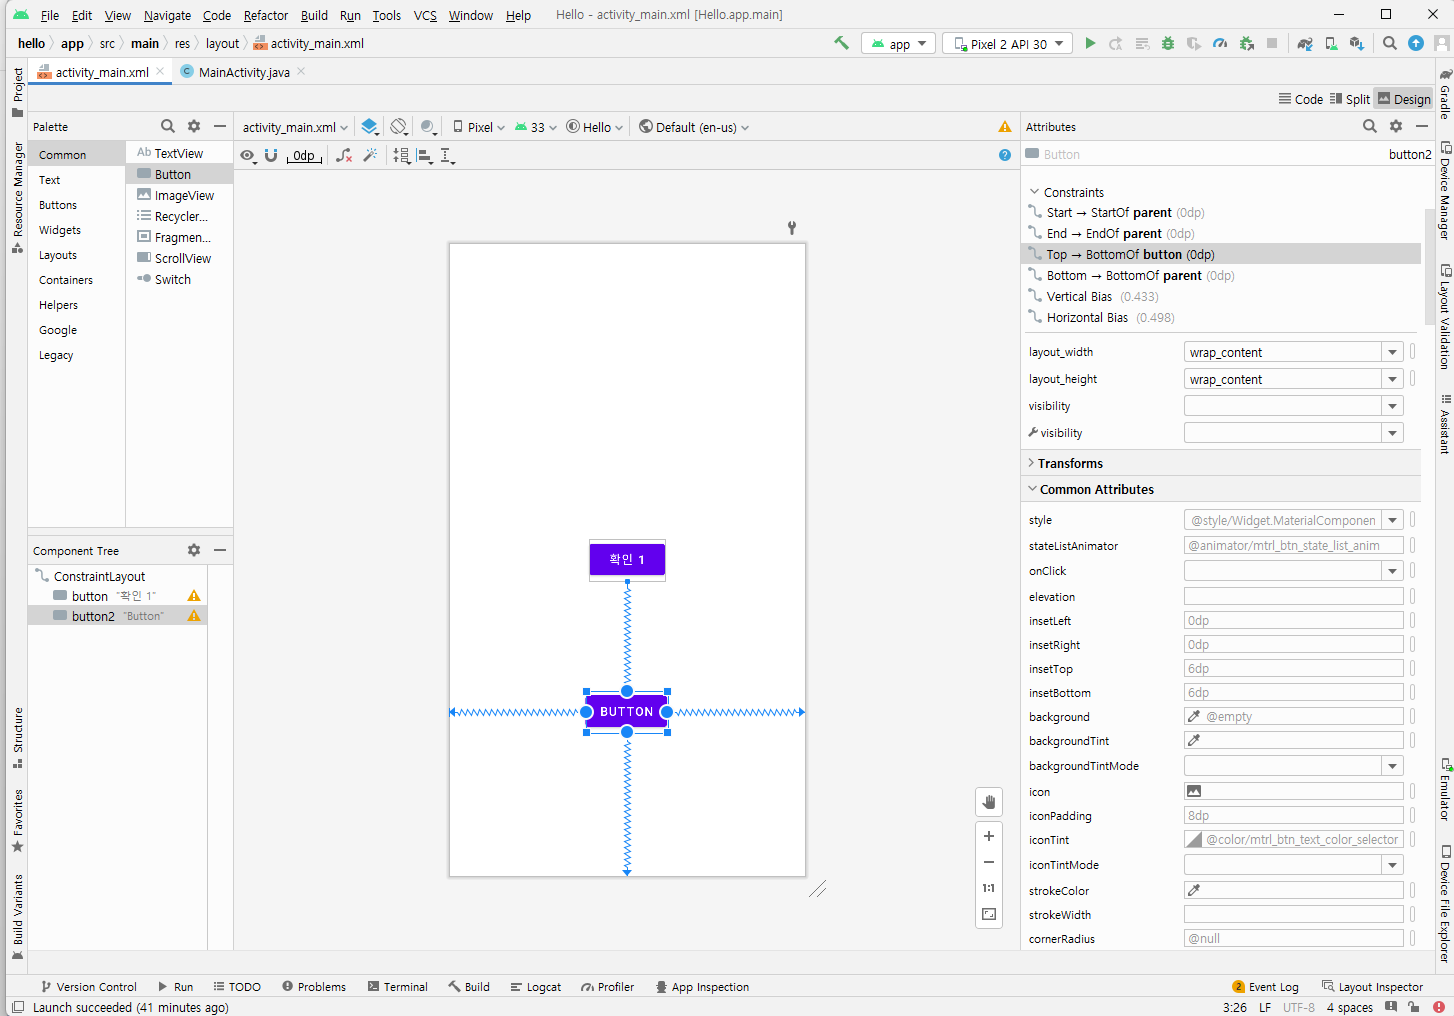 File Edit View Navigate Code Refactor Build Run Tools VCS Window Help Hello - activity_main.xml [Hello.app.main]
hello app src main res layout activity_main.xml app Pixel 2 API 30
activity_main.xml MainActivity.java
Code Split Design
Project
Resource Manager
Structure
Favorites
Build Variants
Palette
Common
Text
Buttons
Widgets
Layouts
Containers
Helpers
Google
Legacy
Ab TextView
Button
ImageView
Recycler...
Fragmen...
ScrollView
Switch
Component Tree
ConstraintLayout
button "확인 1"
button2 "Button"
activity_main.xml Pixel 33 Hello Default (en-us)
0dp
확인 1
BUTTON
1:1
Attributes
Button button2
Constraints
Start → StartOf parent (0dp)
End → EndOf parent (0dp)
Top → BottomOf button (0dp)
Bottom → BottomOf parent (0dp)
Vertical Bias (0.433)
Horizontal Bias (0.498)
layout_width wrap_content
layout_height wrap_content
visibility
visibility
Transforms
Common Attributes
style @style/Widget.MaterialComponen
stateListAnimator @animator/mtrl_btn_state_list_anim
onClick
elevation
insetLeft 0dp
insetRight 0dp
insetTop 6dp
insetBottom 6dp
background @empty
backgroundTint
backgroundTintMode
icon
iconPadding 8dp
iconTint @color/mtrl_btn_text_color_selector
iconTintMode
strokeColor
strokeWidth
cornerRadius @null
Gradle
Device Manager
Layout Validation
Assistant
Emulator
Device File Explorer
Version Control Run TODO Problems Terminal Build Logcat Profiler App Inspection 2 Event Log Layout Inspector
Launch succeeded (41 minutes ago) 3:26 LF UTF-8 4 spaces